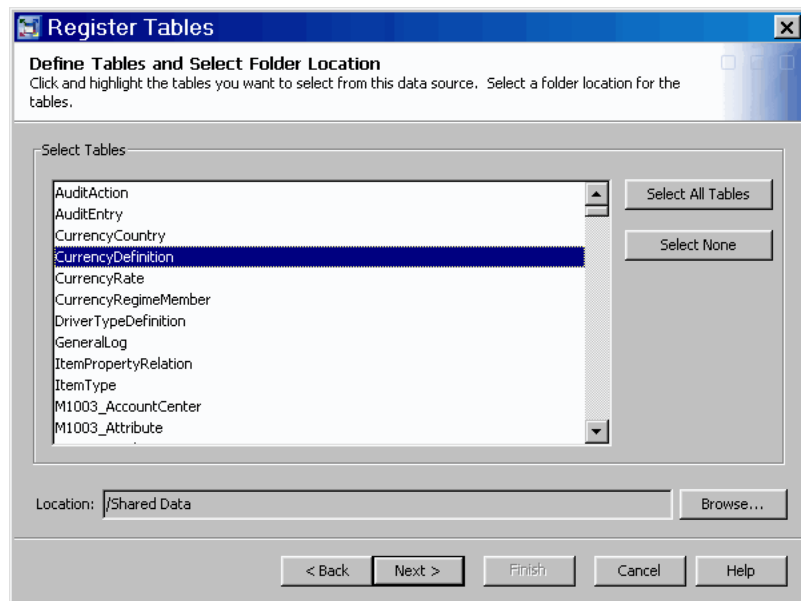 Register Tables
Define Tables and Select Folder Location
Click and highlight the tables you want to select from this data source. Select a folder location for the
tables.
Select Tables
AuditAction
AuditEntry
CurrencyCountry
CurrencyDefinition
CurrencyRate
CurrencyRegimeMember
DriverTypeDefinition
GeneralLog
ItemPropertyRelation
ItemType
M1003_AccountCenter
M1003_Attribute
Select All Tables
Select None
Location: /Shared Data
Browse...
< Back Next > Finish Cancel Help